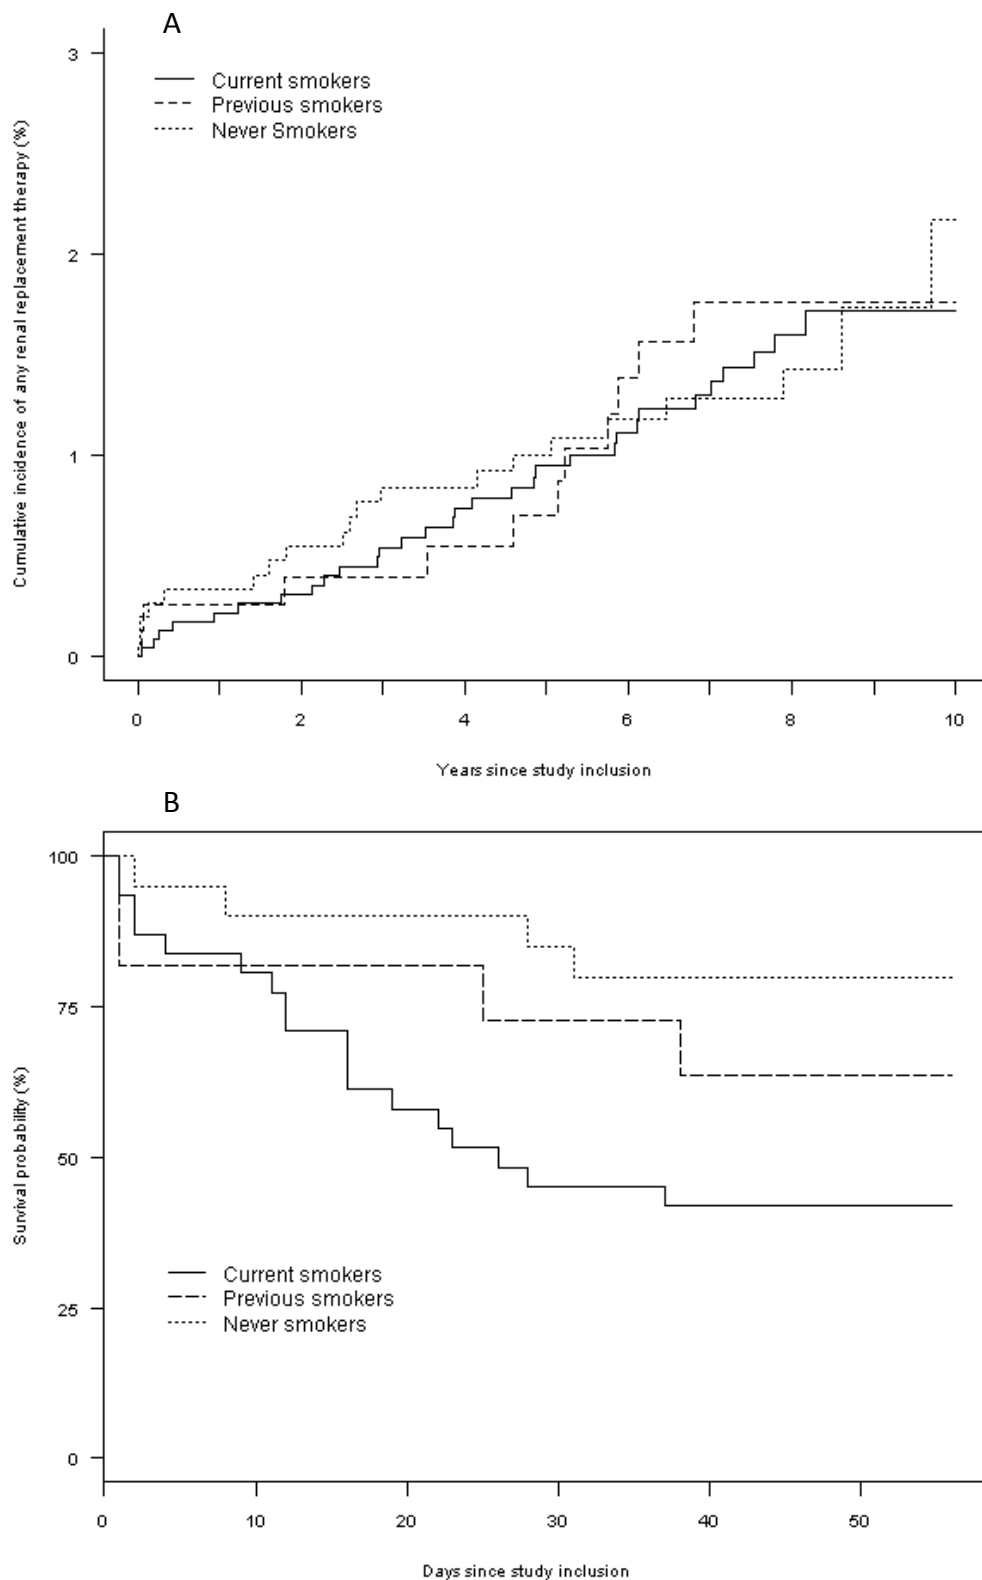 A
3
Current smokers
Previous smokers
Never Smokers
2
1
0
Cumulative incidence of any renal replacement therapy (%)
0 2 4 6 8 10
Years since study inclusion
B
100
75
50
25
0
Survival probability (%)
Current smokers
Previous smokers
Never smokers
0 10 20 30 40 50
Days since study inclusion